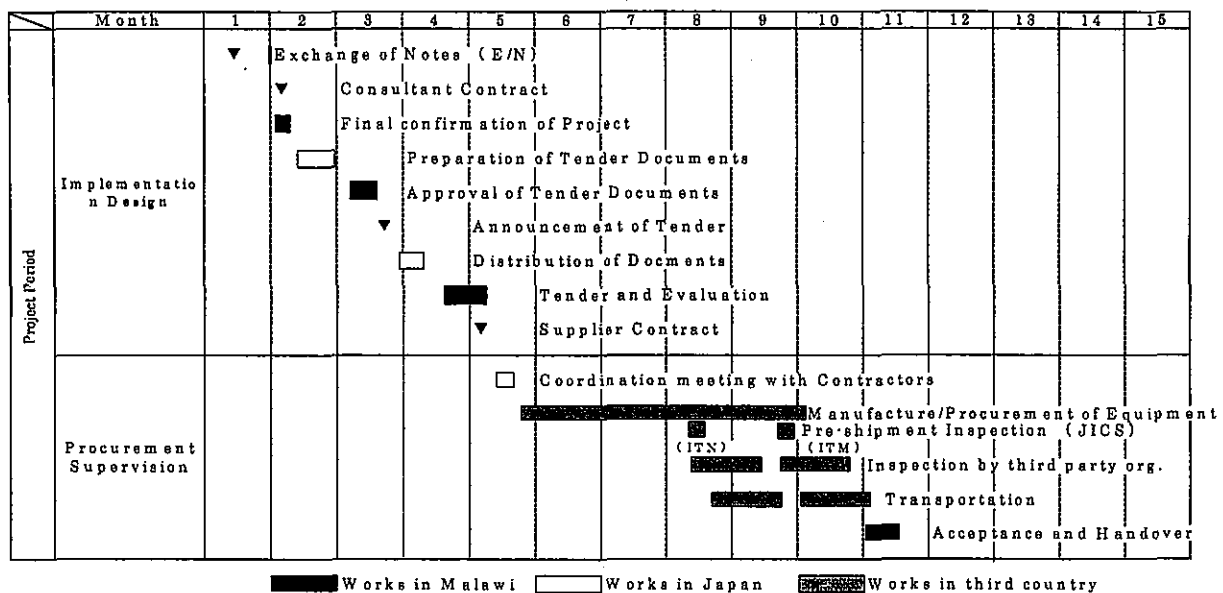 Month 1 2 3 4 5 6 7 8 9 10 11 12 13 14 15
Project Period
Implementatio
n Design
Exchange of Notes (E/N)
Consultant Contract
Final confirmation of Project
Preparation of Tender Documents
Approval of Tender Documents
Announcement of Tender
Distribution of Docments
Tender and Evaluation
Supplier Contract
Procurement
Supervision
Coordination meeting with Contractors
Manufacture/Procurement of Equipment
Pre-shipment Inspection (JICS)
(ITN) (ITM)
Inspection by third party org.
Transportation
Acceptance and Handover
Works in Malawi Works in Japan Works in third country